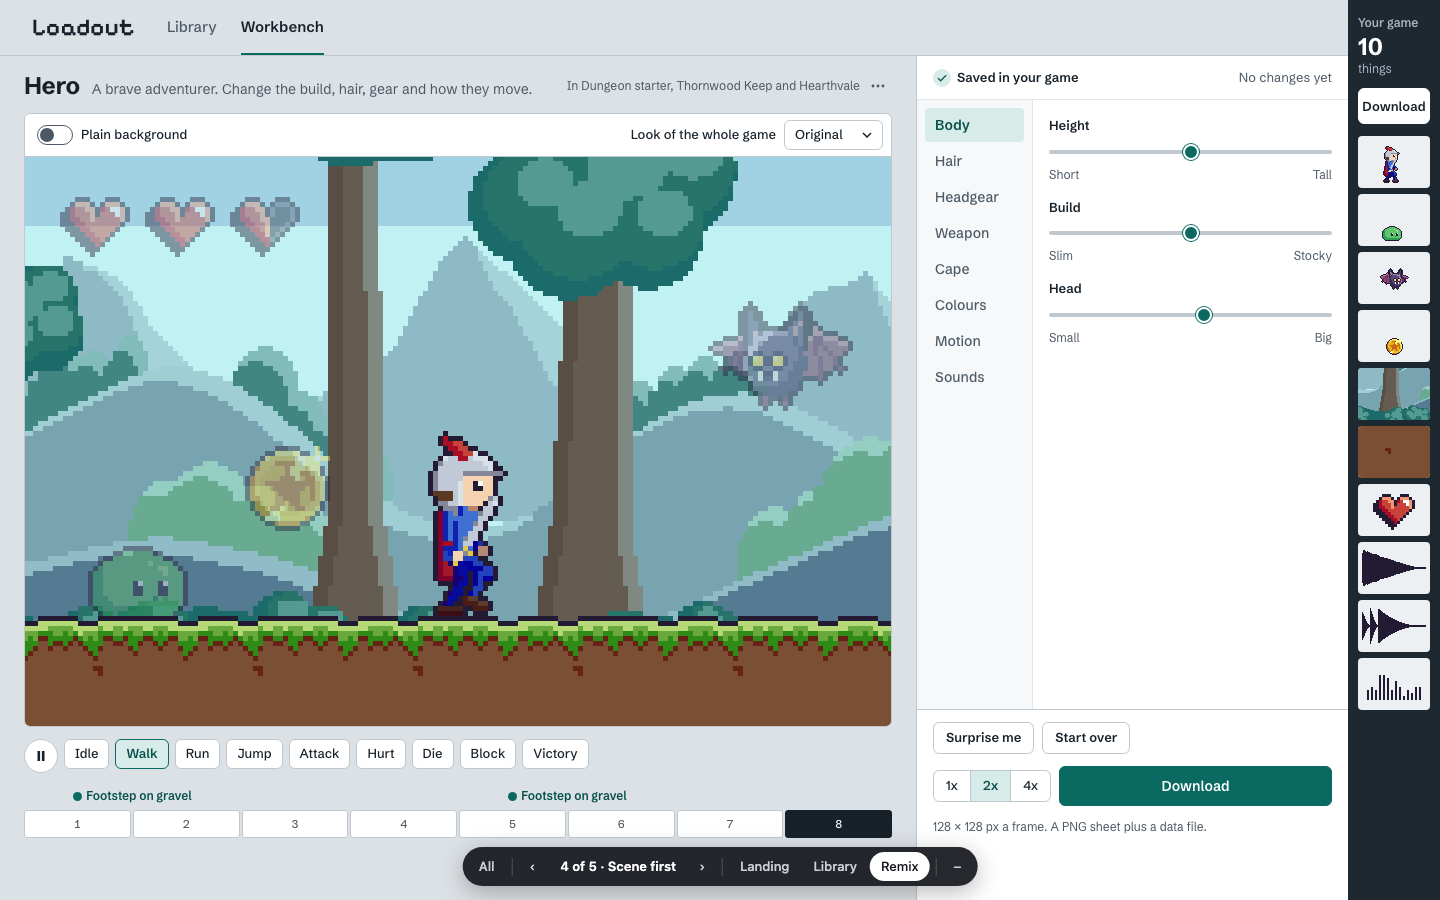 Loadout
Library
Workbench
Hero
A brave adventurer. Change the build, hair, gear and how they move.
In Dungeon starter, Thornwood Keep and Hearthvale
Plain background
Look of the whole game
Original
Idle
Walk
Run
Jump
Attack
Hurt
Die
Block
Victory
Footstep on gravel
Footstep on gravel
1
2
3
4
5
6
7
8
Saved in your game
No changes yet
Body
Hair
Headgear
Weapon
Cape
Colours
Motion
Sounds
Height
Short
Tall
Build
Slim
Stocky
Head
Small
Big
Surprise me
Start over
1x
2x
4x
Download
128 × 128 px a frame. A PNG sheet plus a data file.
Your game
10
things
Download
All
‹
4 of 5 · Scene first
›
Landing
Library
Remix
–